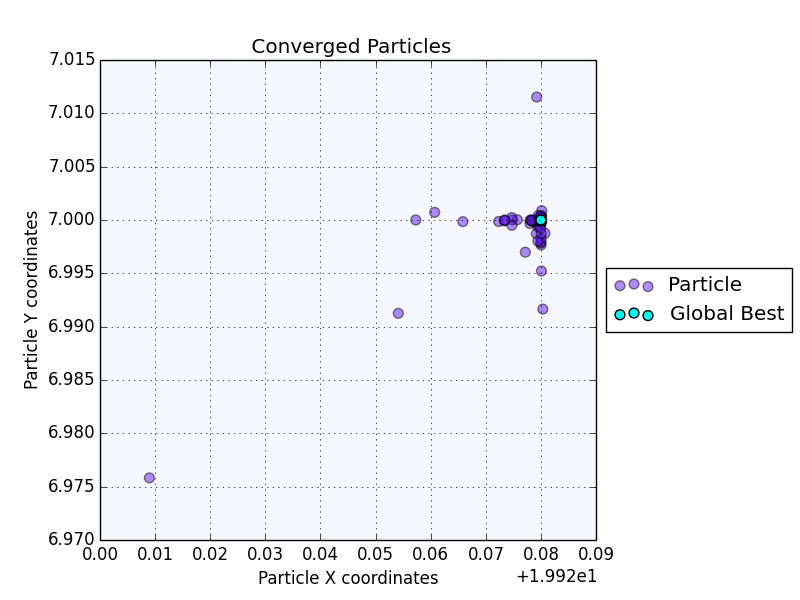 Converged Particles
7.015
7.010
7.005
7.000
6.995
6.990
6.985
6.980
6.975
6.970
Particle Y coordinates
0.00 0.01 0.02 0.03 0.04 0.05 0.06 0.07 0.08 0.09
Particle X coordinates
+1.992e1
Particle
Global Best